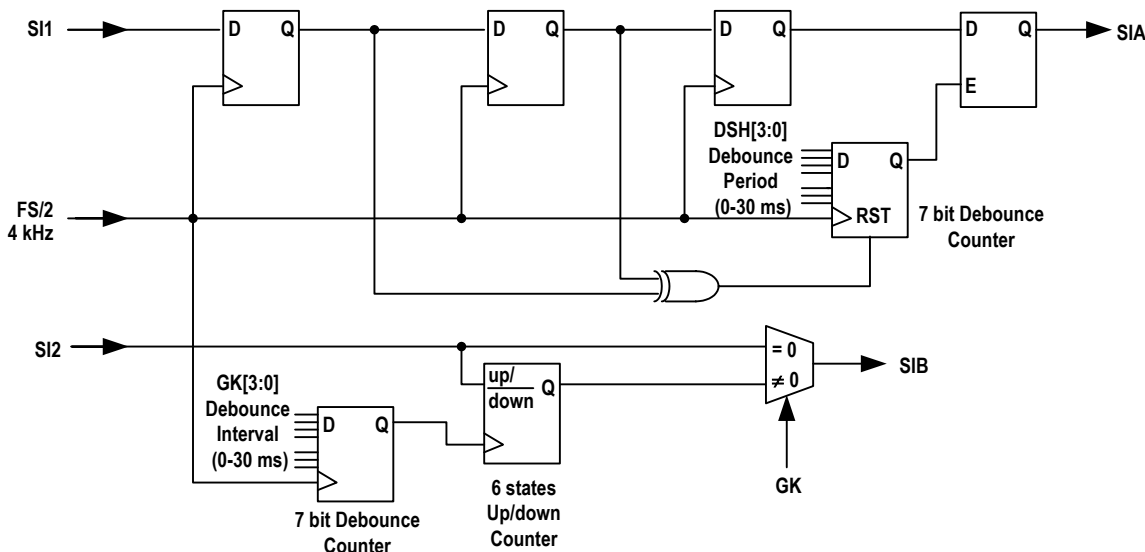 SI1
D Q
D Q
D Q
D Q
E
SIA
DSH[3:0]
Debounce
Period
(0-30 ms)
D Q
RST
7 bit Debounce
Counter
FS/2
4 kHz
SI2
= 0
≠ 0
SIB
GK
GK[3:0]
Debounce
Interval
(0-30 ms)
D Q
7 bit Debounce
Counter
up/
down
Q
6 states
Up/down
Counter